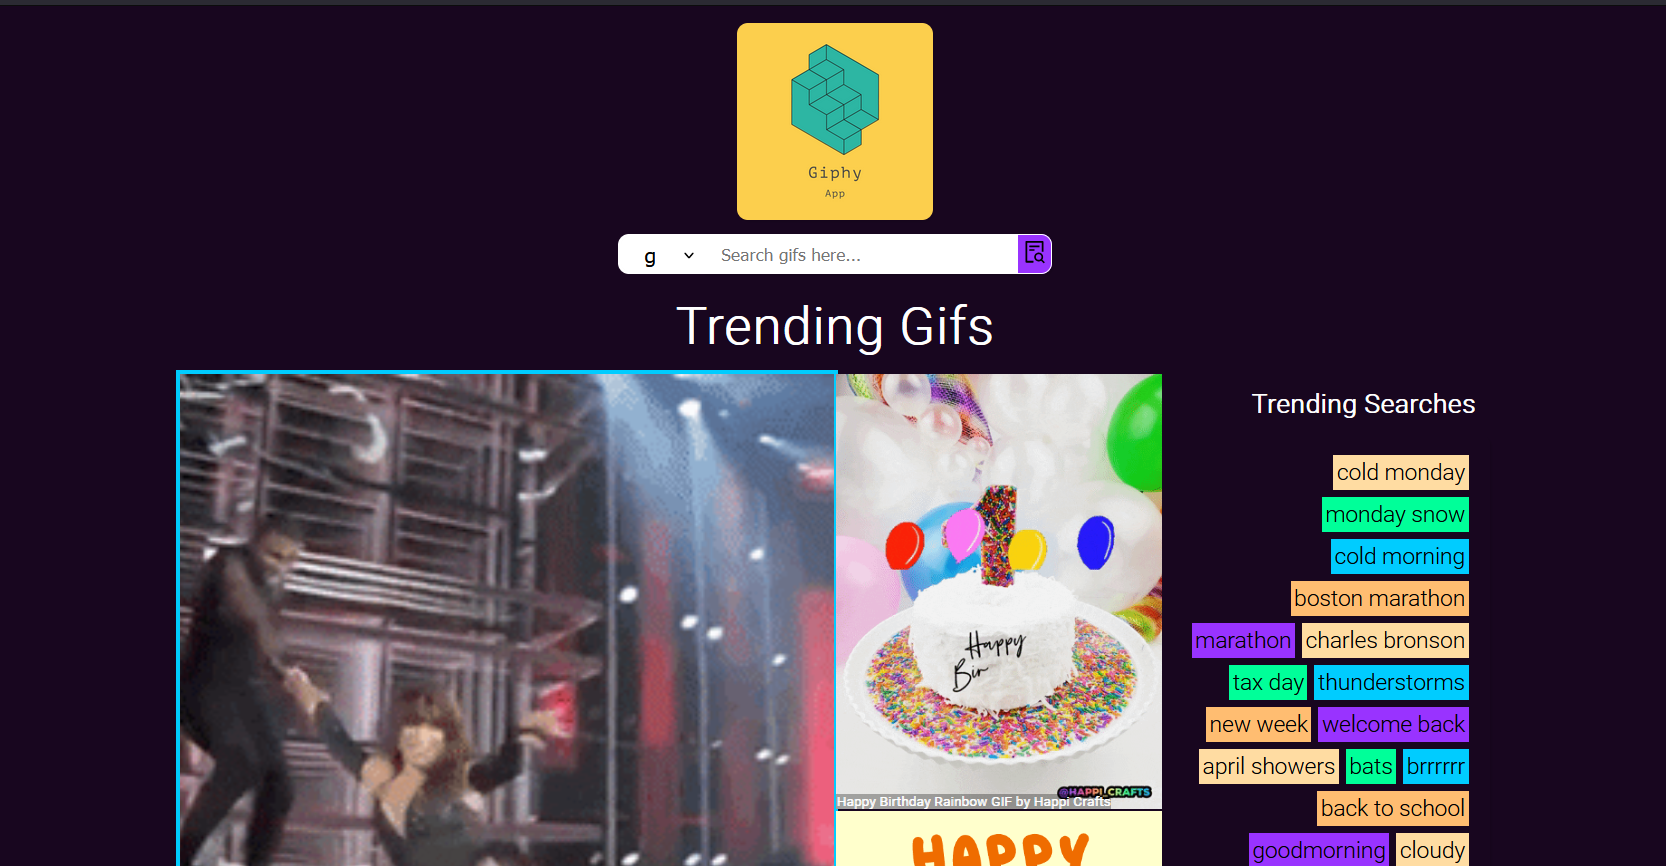 Giphy
App
g
Search gifs here...
Trending Gifs
Happy
Bir
@HAPPI.CRAFTS
Happy Birthday Rainbow GIF by Happi Crafts
HAPPY
Trending Searches
cold monday
monday snow
cold morning
boston marathon
marathon charles bronson
tax day thunderstorms
new week welcome back
april showers bats brrrrrr
back to school
goodmorning cloudy